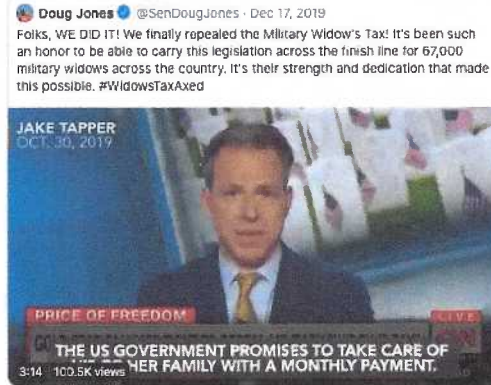 Doug Jones @SenDougJones · Dec 17, 2019
Folks, WE DID IT! We finally repealed the Military Widow's Tax! It's been such
an honor to be able to carry this legislation across the finish line for 67,000
military widows across the country. It's their strength and dedication that made
this possible. #WidowsTaxAxed
JAKE TAPPER
OCT. 30, 2019
PRICE OF FREEDOM
LIVE
CNN
THE US GOVERNMENT PROMISES TO TAKE CARE OF
HER FAMILY WITH A MONTHLY PAYMENT.
3:14 100.5K views